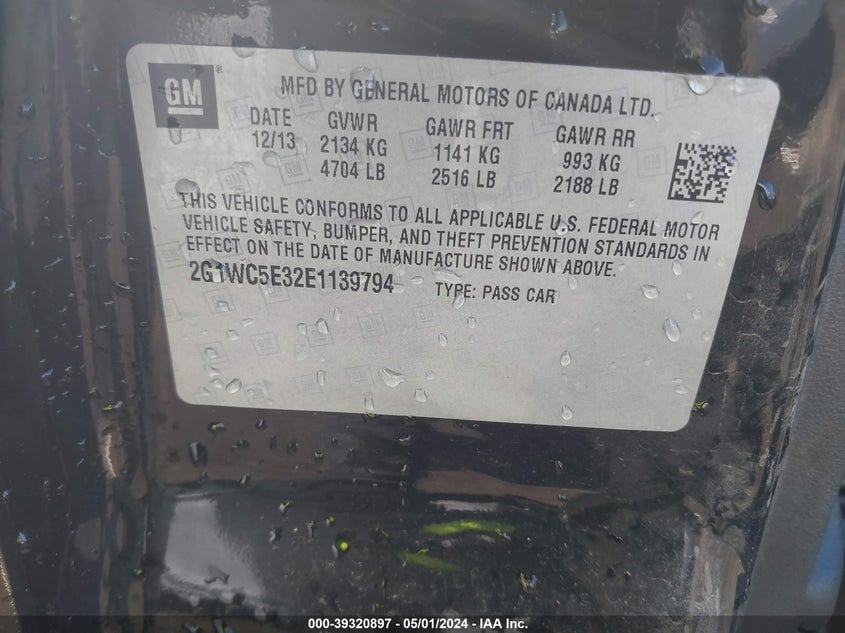 GM ®
MFD BY GENERAL MOTORS OF CANADA LTD.
DATE GVWR GAWR FRT GAWR RR
12/13 2134 KG 1141 KG 993 KG
4704 LB 2516 LB 2188 LB
THIS VEHICLE CONFORMS TO ALL APPLICABLE U.S. FEDERAL MOTOR
VEHICLE SAFETY, BUMPER, AND THEFT PREVENTION STANDARDS IN
EFFECT ON THE DATE OF MANUFACTURE SHOWN ABOVE.
2G1WC5E32E1139794 TYPE: PASS CAR
000-39320897 - 05/01/2024 - IAA Inc.